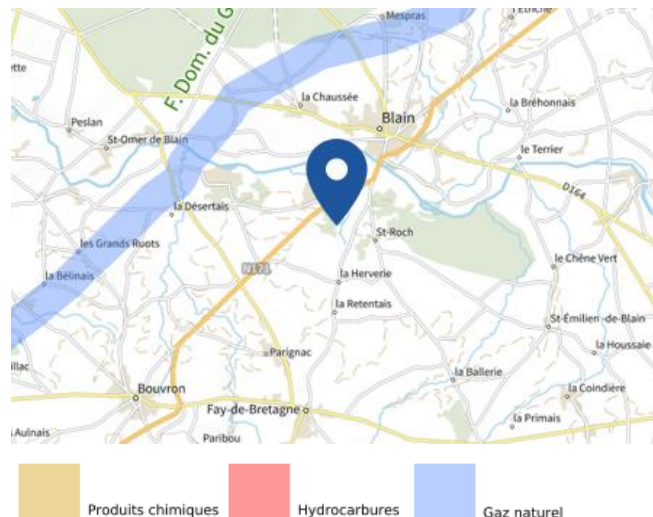 Mespras
F. Dom. du G
la Chaussée
Blain
la Bréhonnais
Peslan
St-Omer de Blain
le Terrier
D164
la Désertais
St-Roch
les Grands Ruots
N171
le Chêne Vert
la Bélinais
la Herverie
la Retentais
St-Émilien-de-Blain
la Houssaie
Parignac
illac
la Ballerie
Bouvron
la Coindière
Fay-de-Bretagne
la Primais
Aulnais
Paribou
Produits chimiques
Hydrocarbures
Gaz naturel